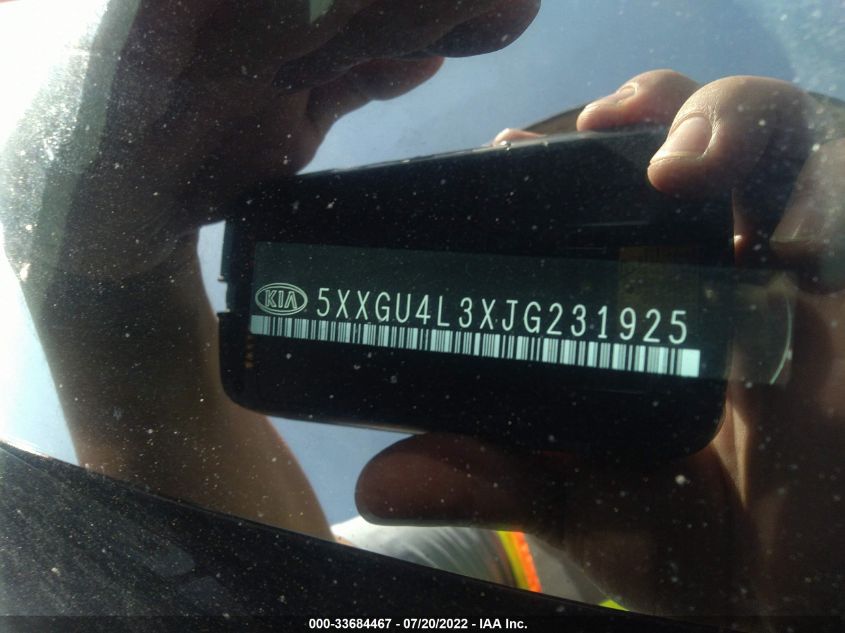 KIA 5XXGU4L3XJG231925
000-33684467 - 07/20/2022 - IAA Inc.